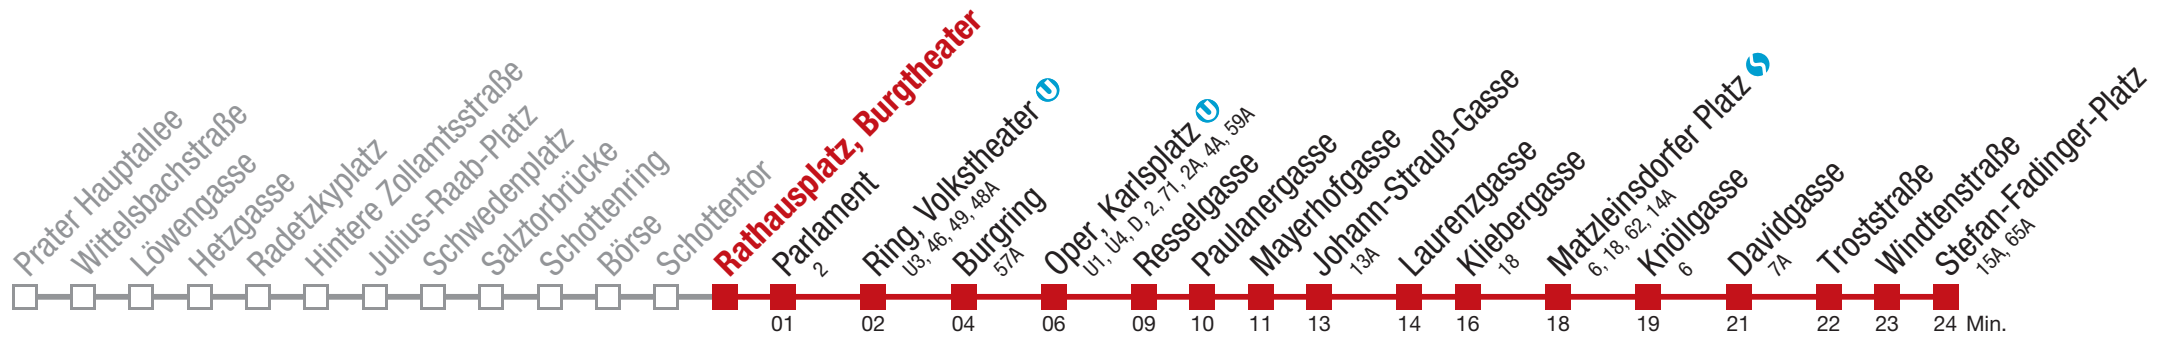 Prater Hauptallee
Wittelsbachstraße
Löwengasse
Hetzgasse
Radetzkyplatz
Hintere Zollamtsstraße
Julius-Raab-Platz
Schwedenplatz
Salztorbrücke
Schottenring
Börse
Schottentor
Rathausplatz, Burgtheater
Parlament
2
Ring, Volkstheater U
U3, 46, 49, 48A
Burgring
57A
Oper, Karlsplatz U
U1, U4, D, 2, 71, 2A, 4A, 59A
Resselgasse
Paulanergasse
Mayerhofgasse
Johann-Strauß-Gasse
13A
Laurenzgasse
Kliebergasse
18
Matzleinsdorfer Platz S
6, 18, 62, 14A
Knöllgasse
6
Davidgasse
7A
Troststraße
Windtenstraße
Stefan-Fadinger-Platz
15A, 65A
01 02 04 06 09 10 11 13 14 16 18 19 21 22 23 24 Min.